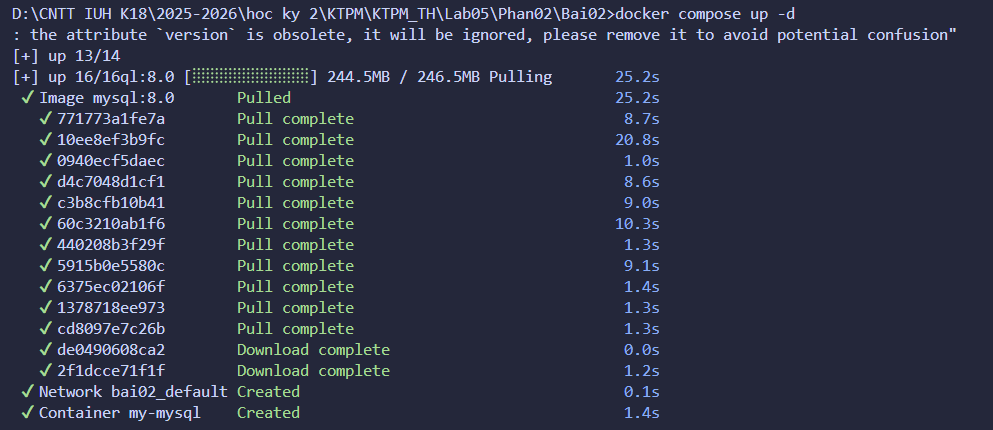 D:\CNTT IUH K18\2025-2026\hoc ky 2\KTPM\KTPM_TH\Lab05\Phan02\Bai02>docker compose up -d
: the attribute `version` is obsolete, it will be ignored, please remove it to avoid potential confusion"
[+] up 13/14
[+] up 16/16ql:8.0 [⣿⣿⣿⣿⣿⣿⣿⣿⣿⣿⣿⣿⣿] 244.5MB / 246.5MB Pulling 25.2s
✔ Image mysql:8.0 Pulled 25.2s
✔ 771773a1fe7a Pull complete 8.7s
✔ 10ee8ef3b9fc Pull complete 20.8s
✔ 0940ecf5daec Pull complete 1.0s
✔ d4c7048d1cf1 Pull complete 8.6s
✔ c3b8cfb10b41 Pull complete 9.0s
✔ 60c3210ab1f6 Pull complete 10.3s
✔ 440208b3f29f Pull complete 1.3s
✔ 5915b0e5580c Pull complete 9.1s
✔ 6375ec02106f Pull complete 1.4s
✔ 1378718ee973 Pull complete 1.3s
✔ cd8097e7c26b Pull complete 1.3s
✔ de0490608ca2 Download complete 0.0s
✔ 2f1dcce71f1f Download complete 1.2s
✔ Network bai02_default Created 0.1s
✔ Container my-mysql Created 1.4s